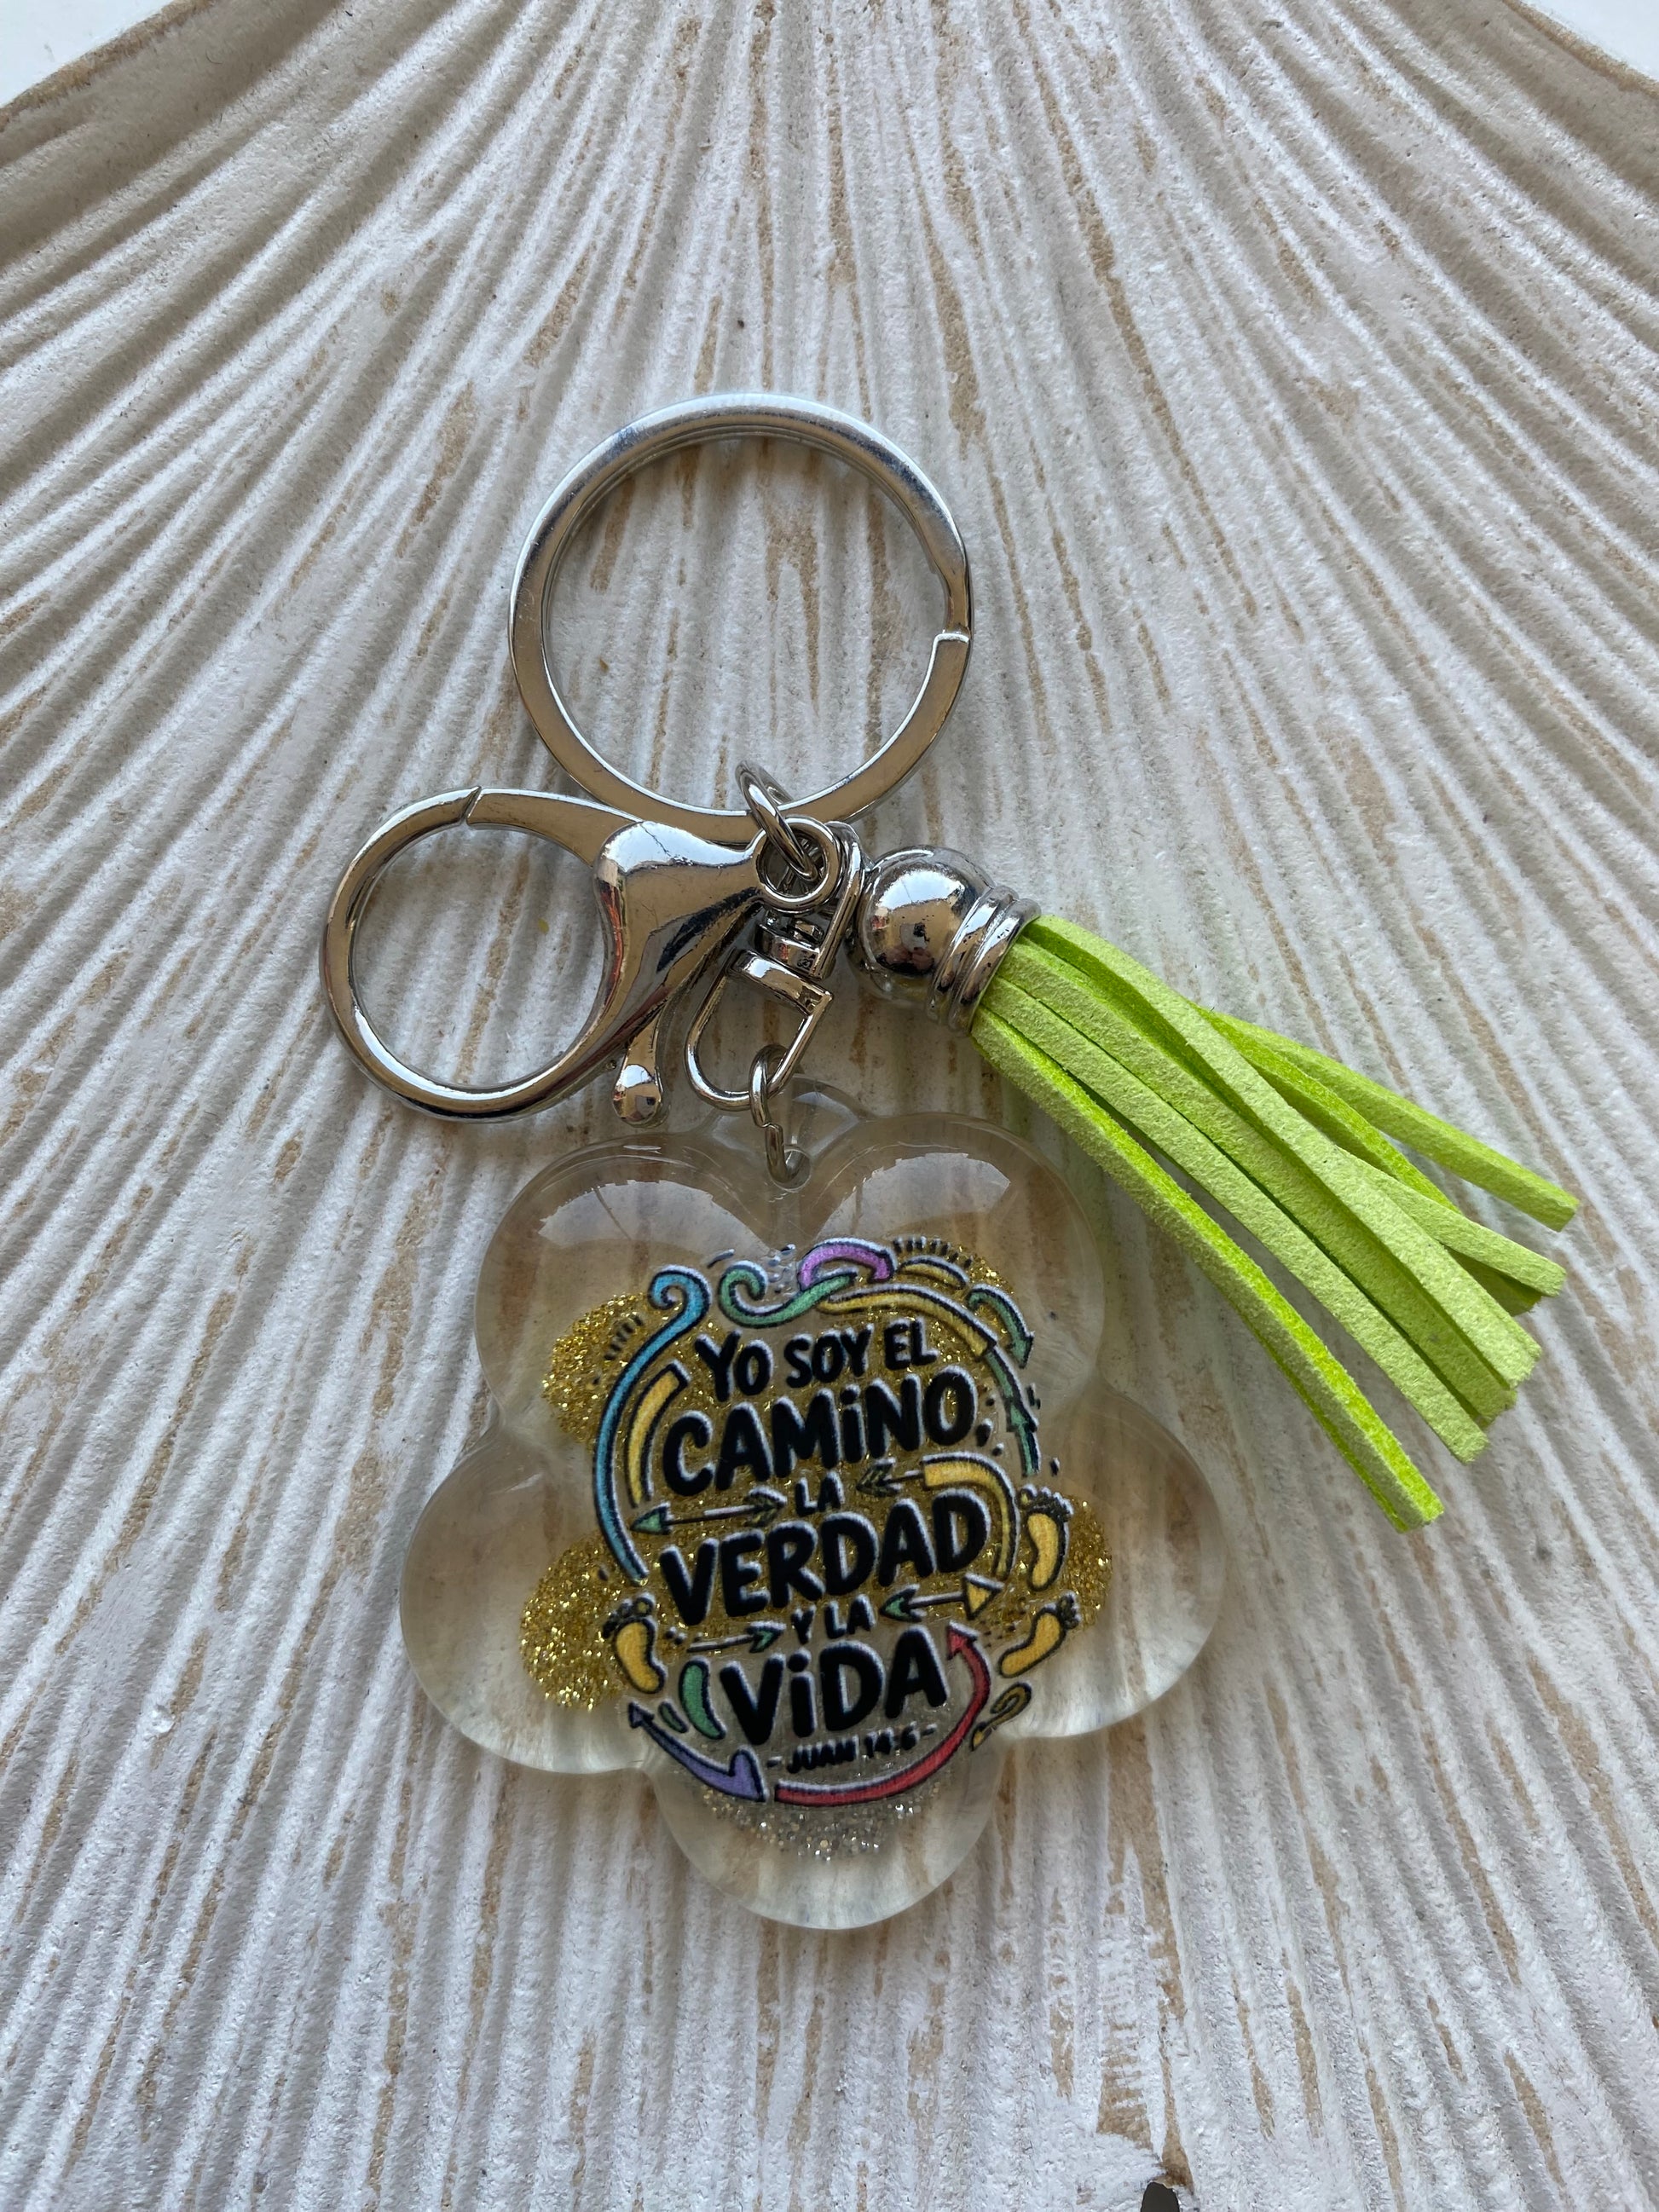 YO SOY EL
CAMiNO,
LA
VERDAD
Y LA
ViDA
- JUAN 14:6 -